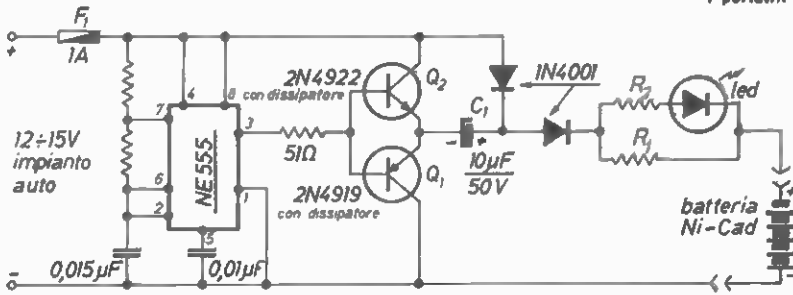 F₁
1A
+
12÷15V
impianto
auto
-
0,015µF
4
8
7
3
6
2
1
5
NE555
0,01µF
51Ω
2N4922
con dissipatore
Q₂
2N4919
con dissipatore
Q₁
C₁
- +
10µF
50V
1N4001
R₂
led
R₁
batteria
Ni-Cad
+
-